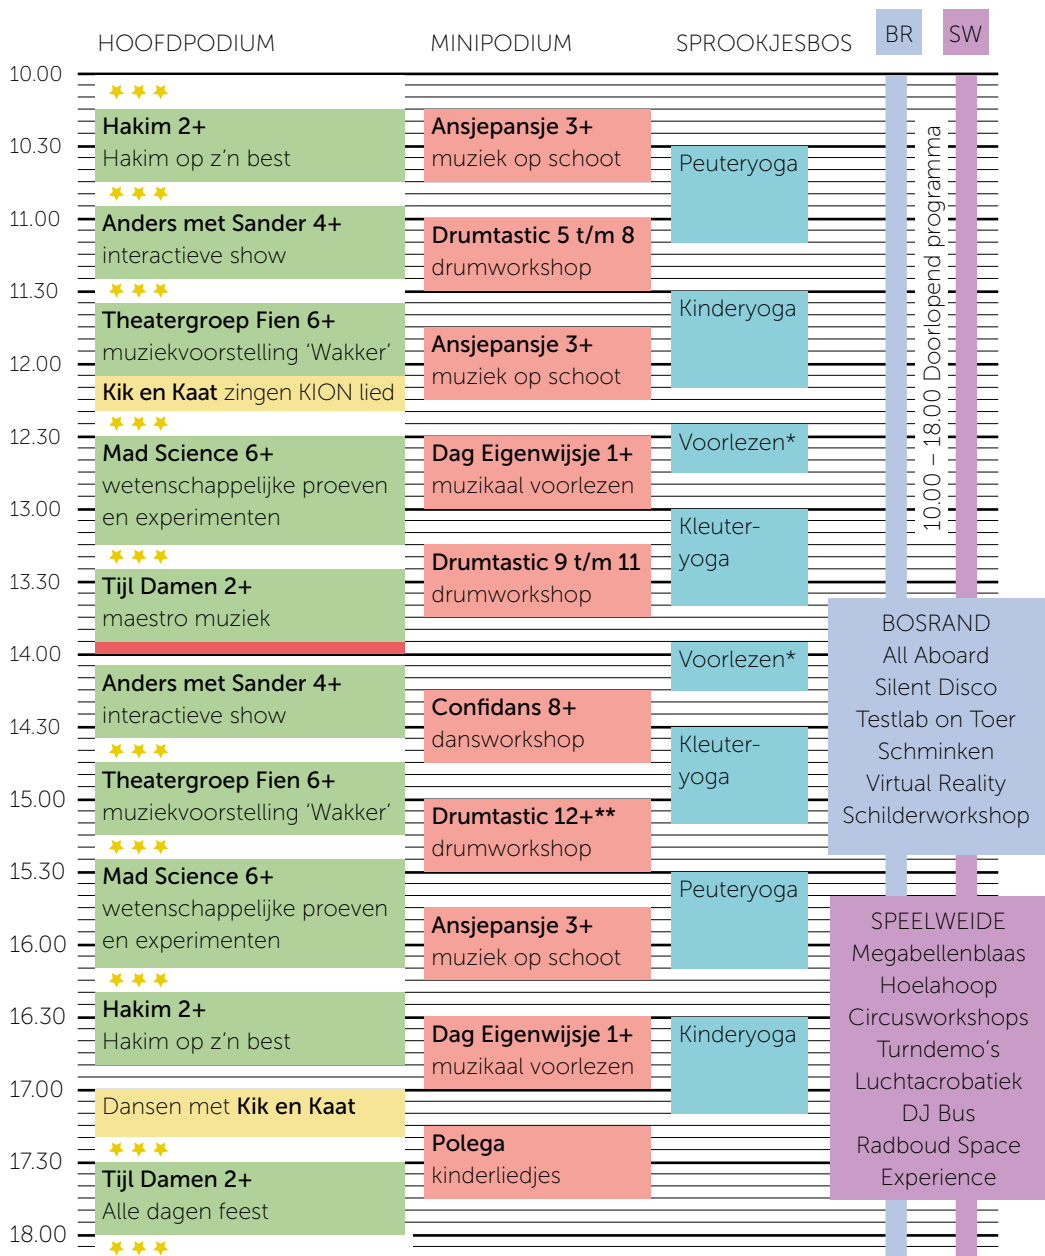 HOOFDPODIUM
MINIPODIUM
SPROOKJESBOS
BR
SW
10.00
10.30
11.00
11.30
12.00
12.30
13.00
13.30
14.00
14.30
15.00
15.30
16.00
16.30
17.00
17.30
18.00
Hakim 2+
Hakim op z’n best
Anders met Sander 4+
interactieve show
Theatergroep Fien 6+
muziekvoorstelling ‘Wakker’
Kik en Kaat zingen KION lied
Mad Science 6+
wetenschappelijke proeven
en experimenten
Tijl Damen 2+
maestro muziek
Anders met Sander 4+
interactieve show
Theatergroep Fien 6+
muziekvoorstelling ‘Wakker’
Mad Science 6+
wetenschappelijke proeven
en experimenten
Hakim 2+
Hakim op z’n best
Dansen met Kik en Kaat
Tijl Damen 2+
Alle dagen feest
Ansjepansje 3+
muziek op schoot
Drumtastic 5 t/m 8
drumworkshop
Ansjepansje 3+
muziek op schoot
Dag Eigenwijsje 1+
muzikaal voorlezen
Drumtastic 9 t/m 11
drumworkshop
Confidans 8+
dansworkshop
Drumtastic 12+**
drumworkshop
Ansjepansje 3+
muziek op schoot
Dag Eigenwijsje 1+
muzikaal voorlezen
Polega
kinderliedjes
Peuteryoga
Kinderyoga
Voorlezen*
Kleuter-
yoga
Voorlezen*
Kleuter-
yoga
Peuteryoga
Kinderyoga
10.00 – 18.00 Doorlopend programma
BOSRAND
All Aboard
Silent Disco
Testlab on Toer
Schminken
Virtual Reality
Schilderworkshop
SPEELWEIDE
Megabellenblaas
Hoelahoop
Circusworkshops
Turndemo’s
Luchtacrobatiek
DJ Bus
Radboud Space
Experience